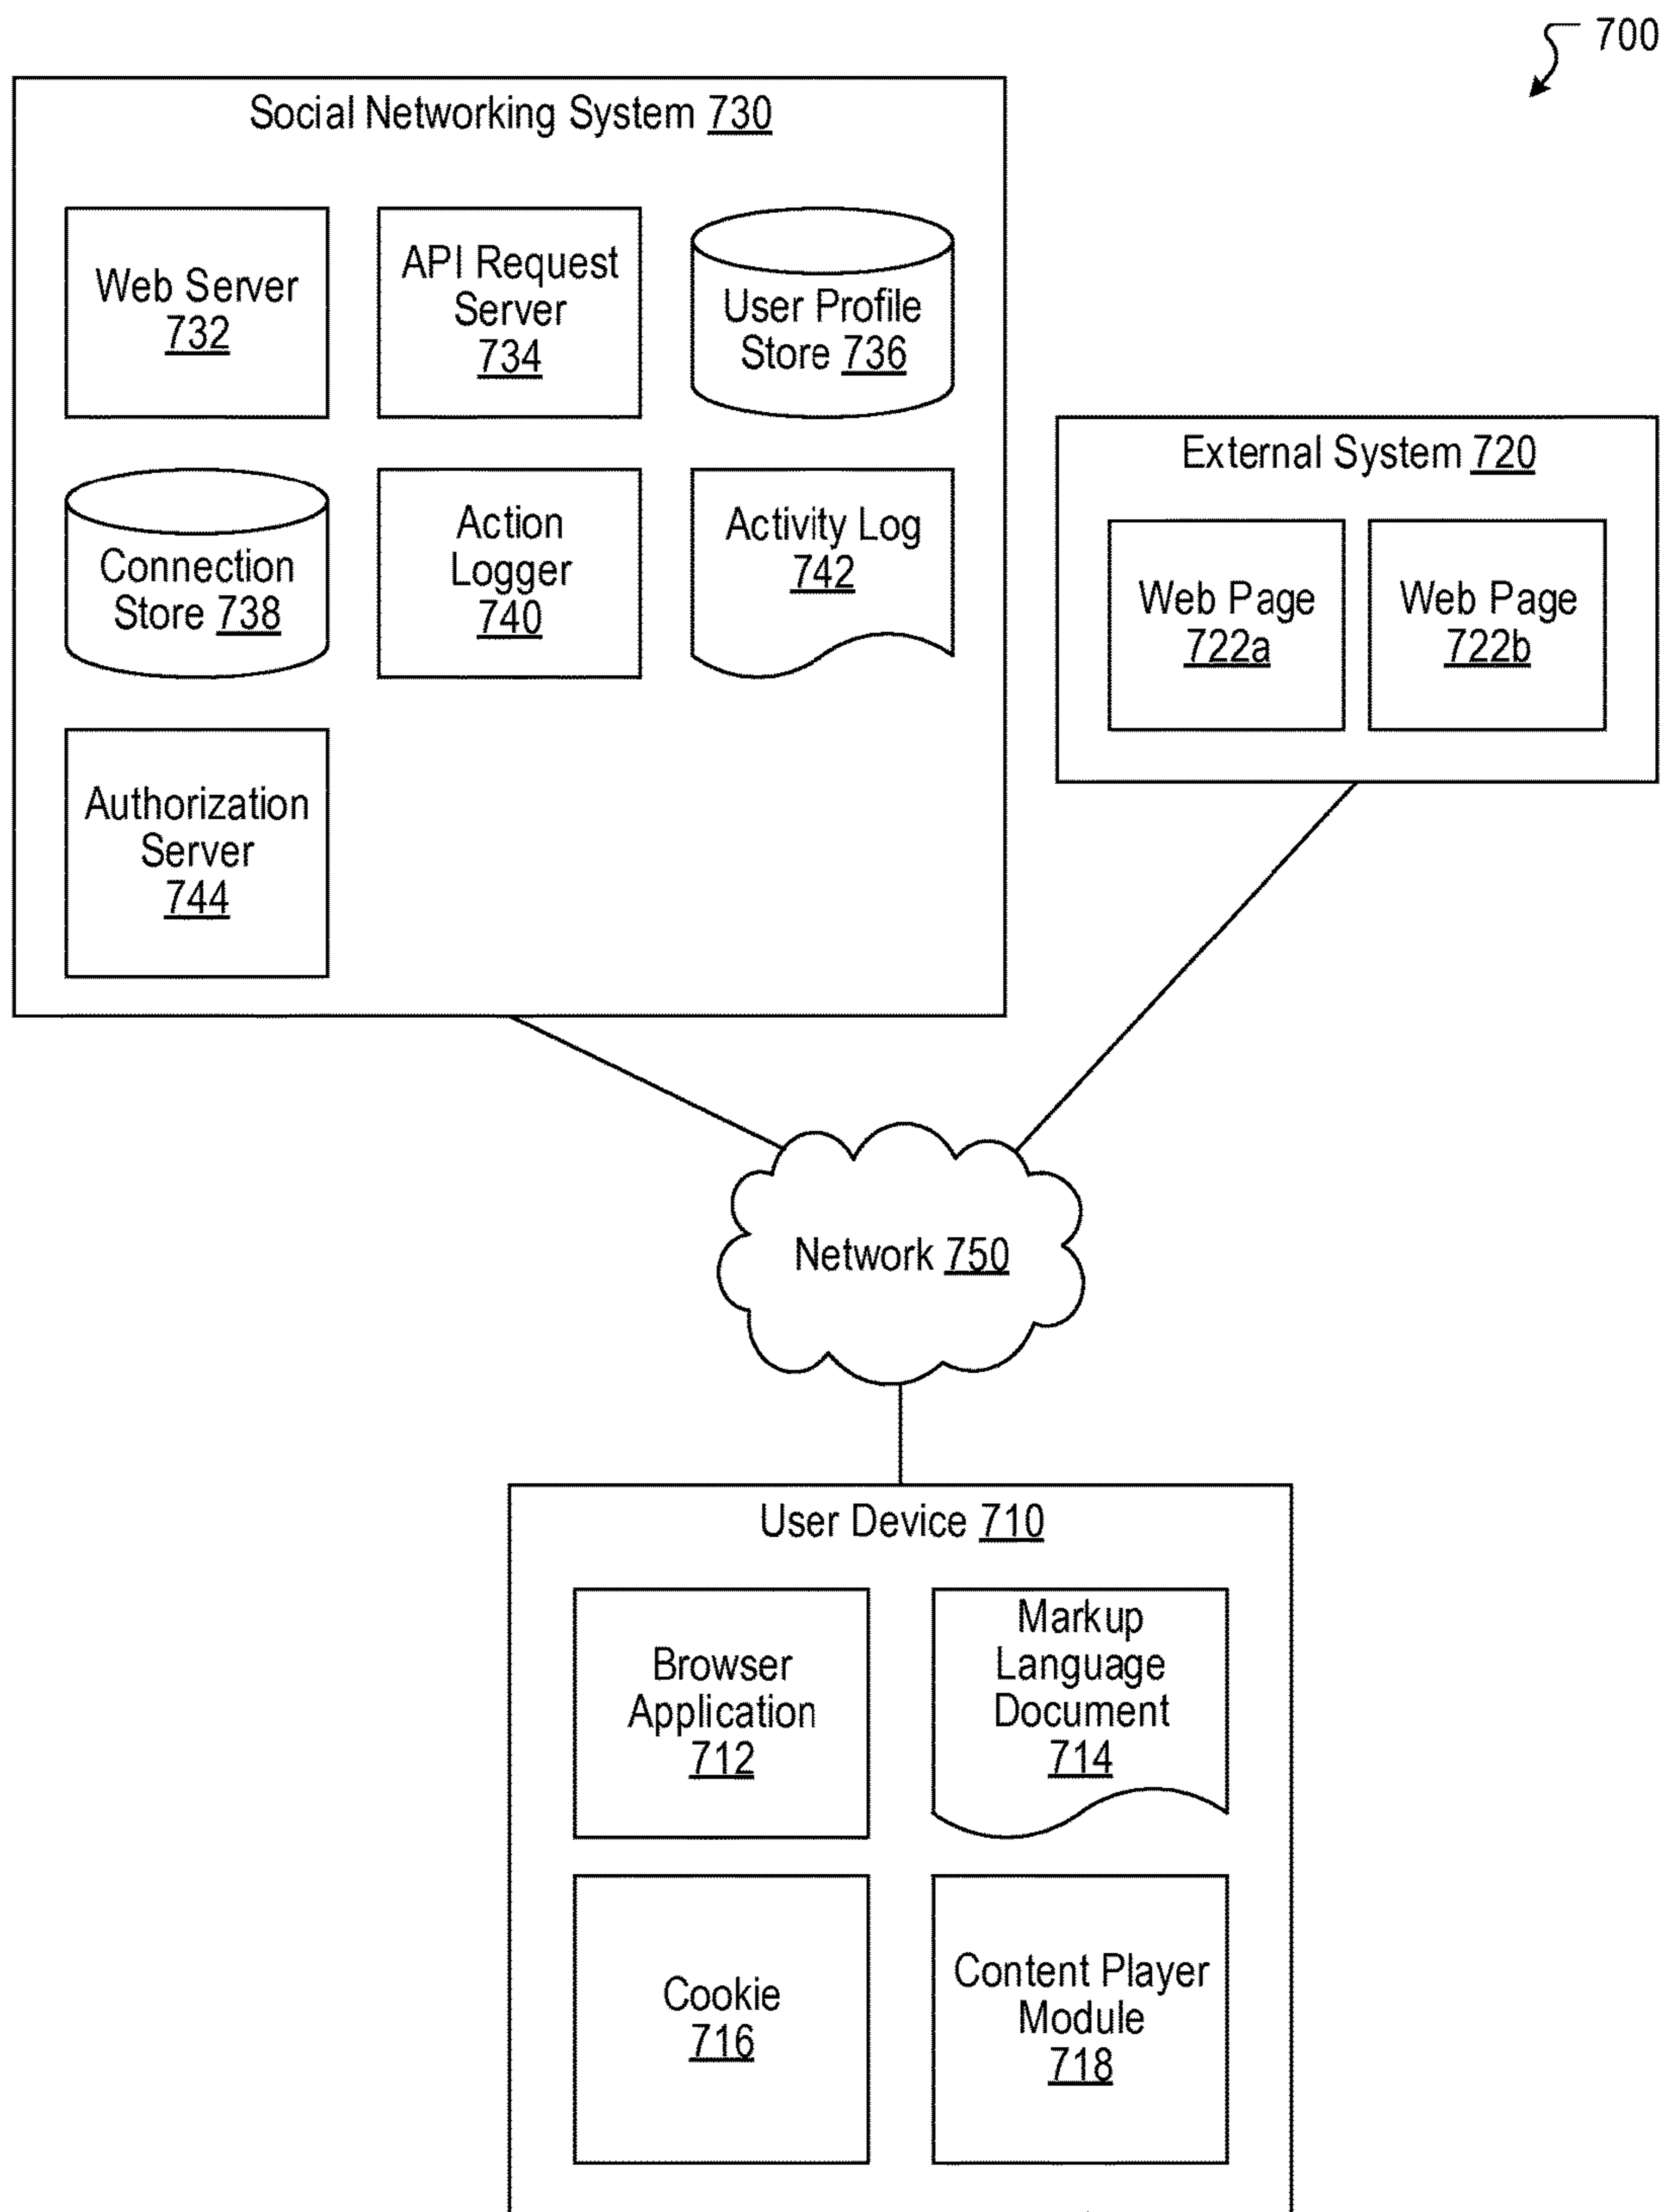 700
Social Networking System 730
Web Server
732
API Request
Server
734
User Profile
Store 736
Connection
Store 738
Action
Logger
740
Activity Log
742
Authorization
Server
744
External System 720
Web Page
722a
Web Page
722b
Network 750
User Device 710
Browser
Application
712
Markup
Language
Document
714
Cookie
716
Content Player
Module
718